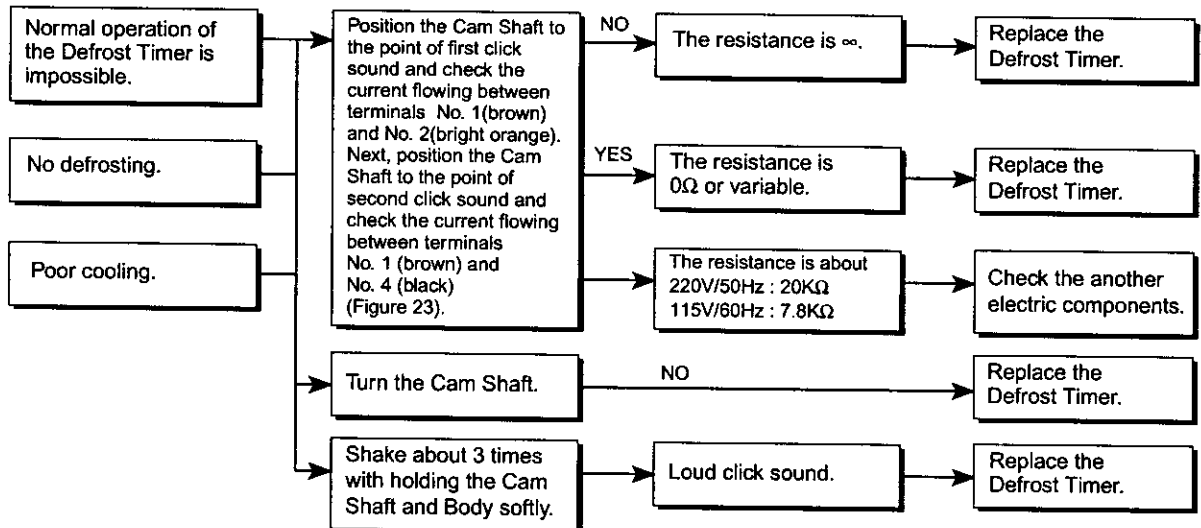 Normal operation of
the Defrost Timer is
impossible.
No defrosting.
Poor cooling.
Position the Cam Shaft to
the point of first click
sound and check the
current flowing between
terminals No. 1(brown)
and No. 2(bright orange).
Next, position the Cam
Shaft to the point of
second click sound and
check the current flowing
between terminals
No. 1 (brown) and
No. 4 (black)
(Figure 23).
NO
The resistance is ∞.
Replace the
Defrost Timer.
YES
The resistance is
0Ω or variable.
Replace the
Defrost Timer.
The resistance is about
220V/50Hz : 20KΩ
115V/60Hz : 7.8KΩ
Check the another
electric components.
Turn the Cam Shaft.
NO
Replace the
Defrost Timer.
Shake about 3 times
with holding the Cam
Shaft and Body softly.
Loud click sound.
Replace the
Defrost Timer.